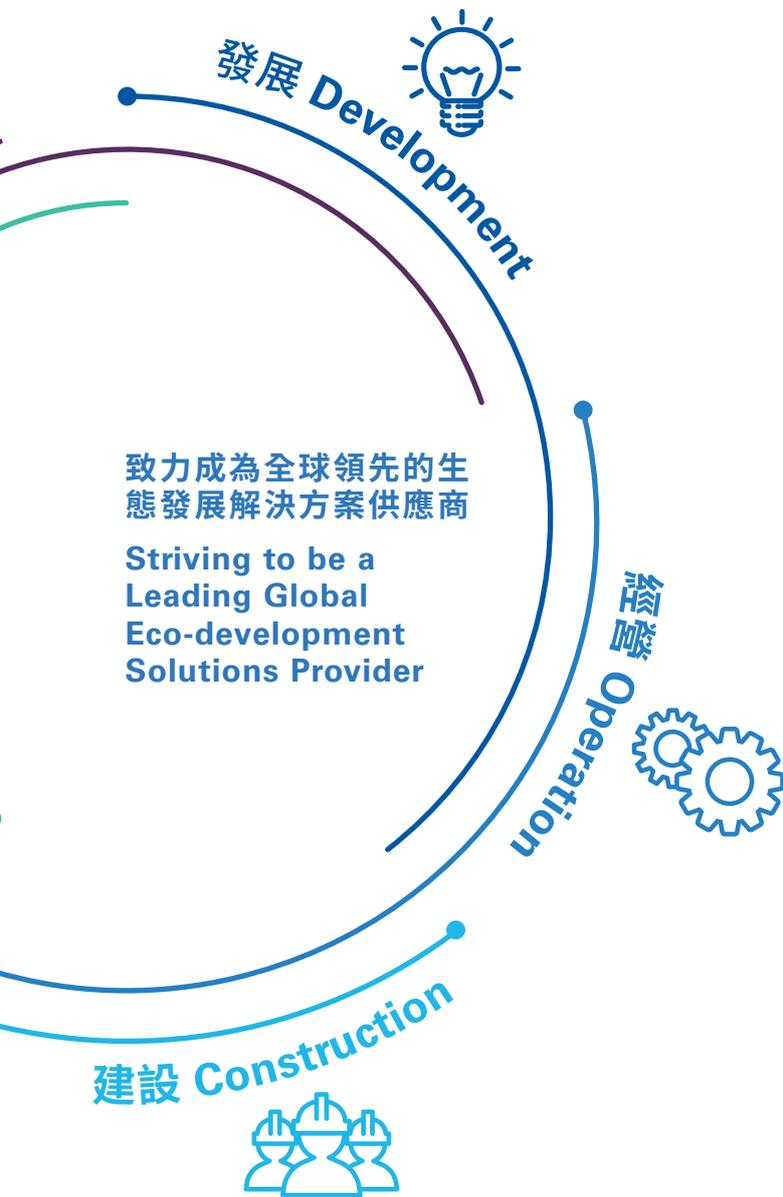 發展 Development
致力成為全球領先的生
態發展解決方案供應商
Striving to be a
Leading Global
Eco-development
Solutions Provider
經營 Operation
建設 Construction